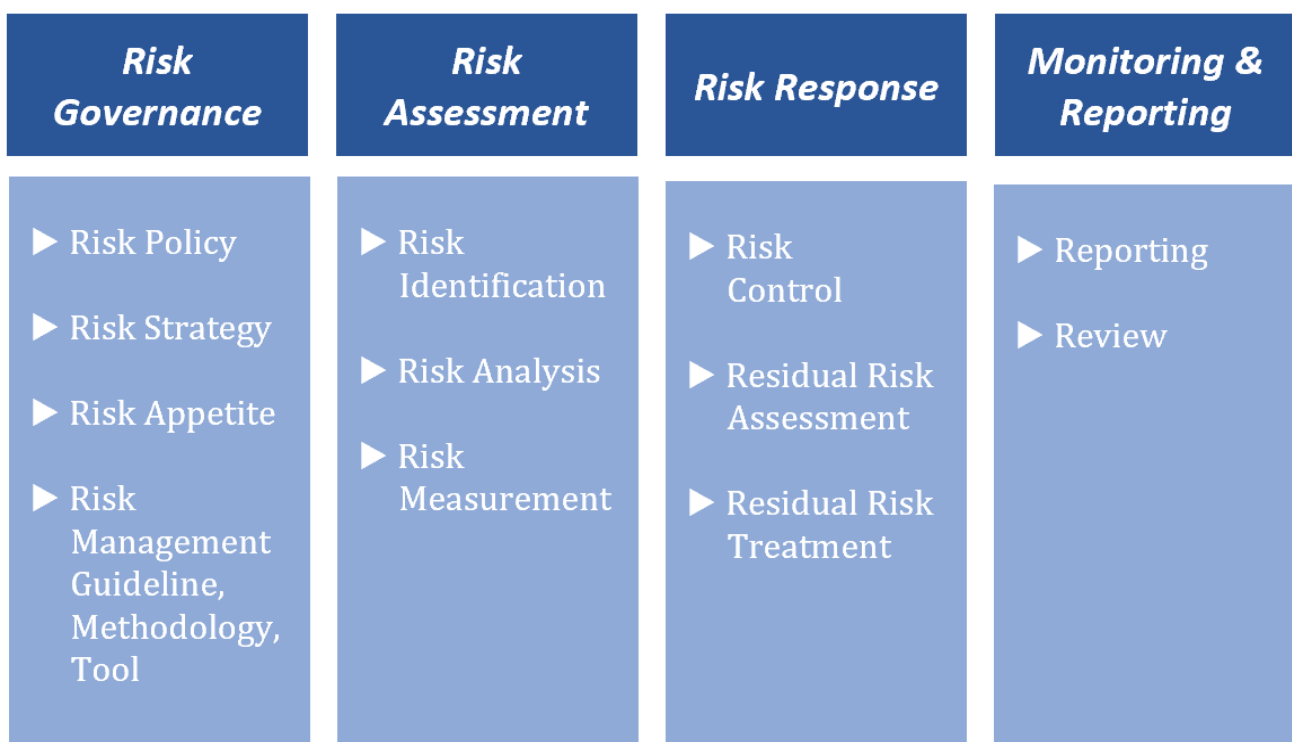 Risk
Governance
Risk Policy
Risk Strategy
Risk Appetite
Risk
Management
Guideline,
Methodology,
Tool
Risk
Assessment
Risk
Identification
Risk Analysis
Risk
Measurement
Risk Response
Risk
Control
Residual Risk
Assessment
Residual Risk
Treatment
Monitoring &
Reporting
Reporting
Review